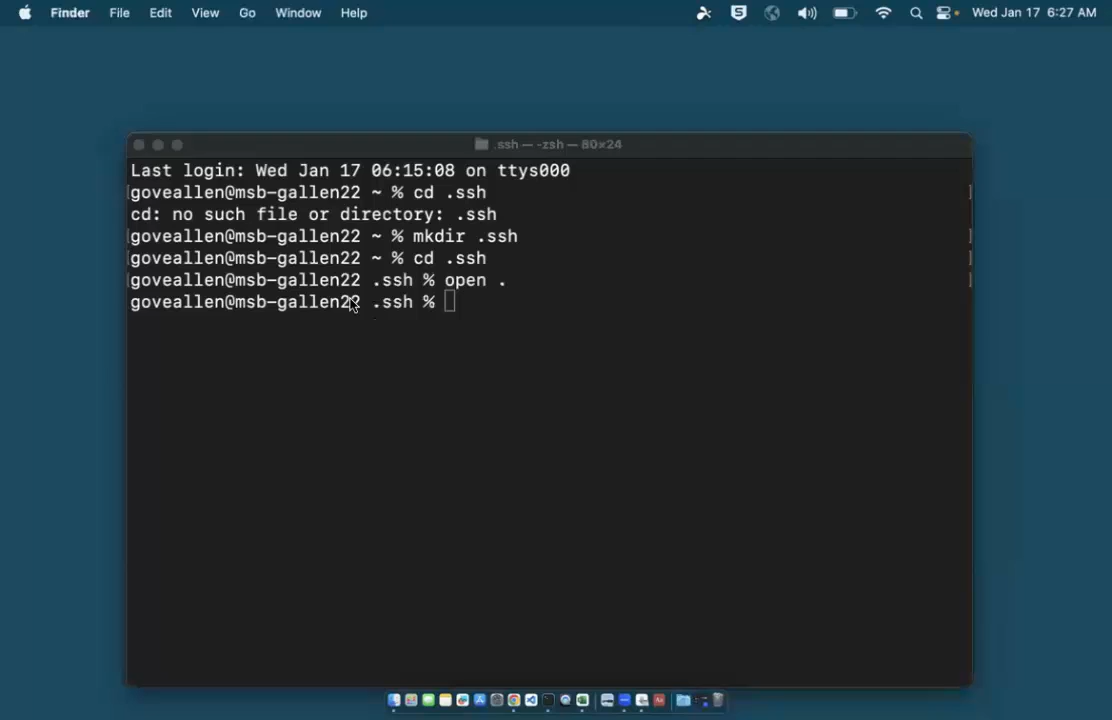 Finder File Edit View Go Window Help
S
Wed Jan 17 6:27 AM
.ssh — -zsh — 80×24
Last login: Wed Jan 17 06:15:08 on ttys000
[goveallen@msb-gallen22 ~ % cd .ssh ]
cd: no such file or directory: .ssh
[goveallen@msb-gallen22 ~ % mkdir .ssh ]
[goveallen@msb-gallen22 ~ % cd .ssh ]
[goveallen@msb-gallen22 .ssh % open . ]
goveallen@msb-gallen22 .ssh %